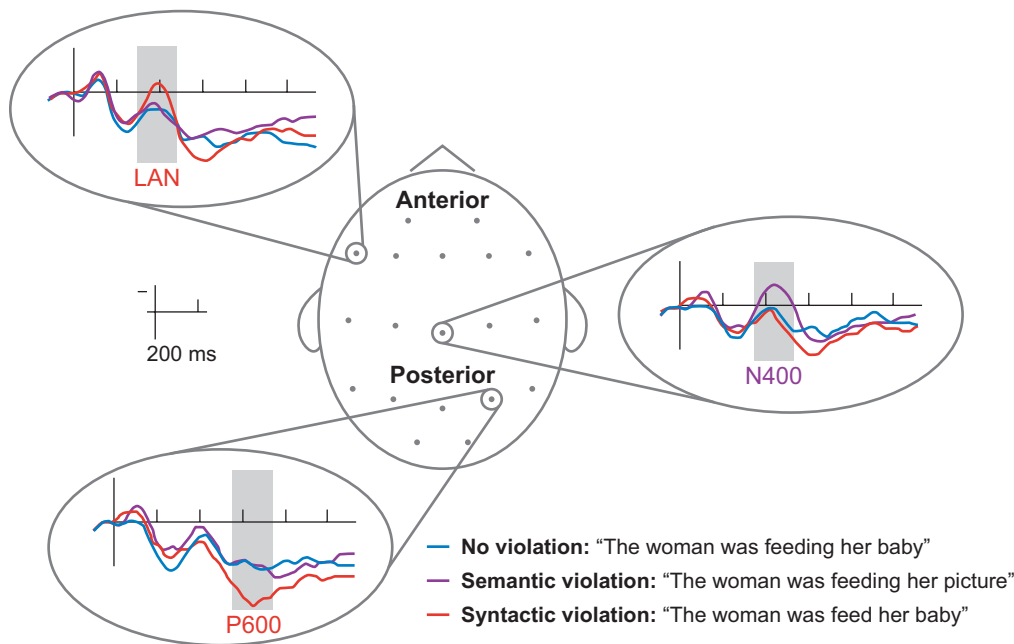 LAN
Anterior
–
200 ms
N400
Posterior
P600
No violation: “The woman was feeding her baby”
Semantic violation: “The woman was feeding her picture”
Syntactic violation: “The woman was feed her baby”